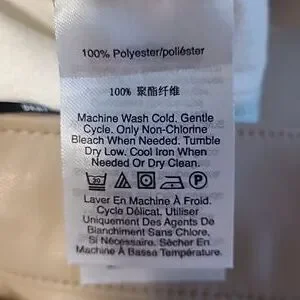 100% Polyester/poliéster
100% 聚酯纤维
Machine Wash Cold. Gentle
Cycle. Only Non-Chlorine
Bleach When Needed. Tumble
Dry Low. Cool Iron When
Needed Or Dry Clean.
30
Laver En Machine À Froid.
Cycle Délicat. Utiliser
Uniquement Des Agents De
Blanchiment Sans Chlore,
Si Nécessaire. Sécher En
Machine À Basse Température.